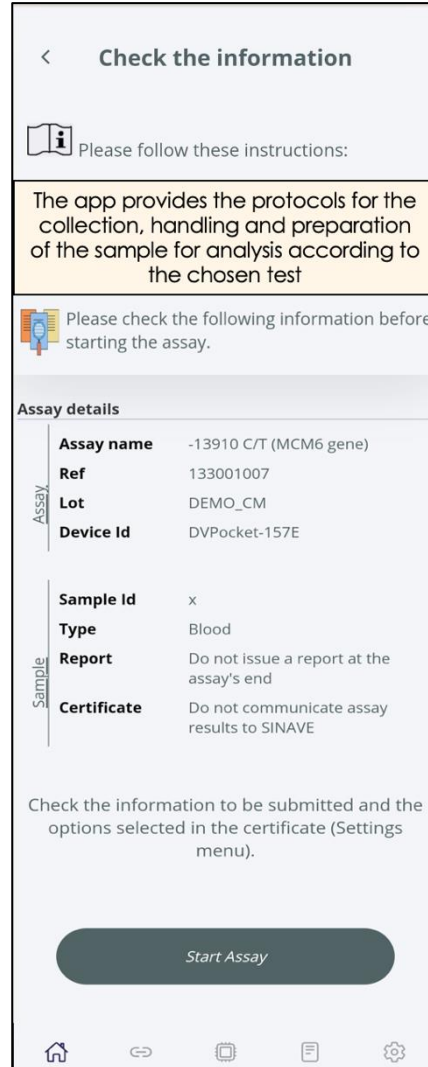 Check the information
Please follow these instructions:
The app provides the protocols for the
collection, handling and preparation
of the sample for analysis according to
the chosen test
Please check the following information before
starting the assay.
Assay details
Assay
Assay name -13910 C/T (MCM6 gene)
Ref 133001007
Lot DEMO_CM
Device Id DVPocket-157E
Sample
Sample Id x
Type Blood
Report Do not issue a report at the
assay's end
Certificate Do not communicate assay
results to SINAVE
Check the information to be submitted and the
options selected in the certificate (Settings
menu).
Start Assay